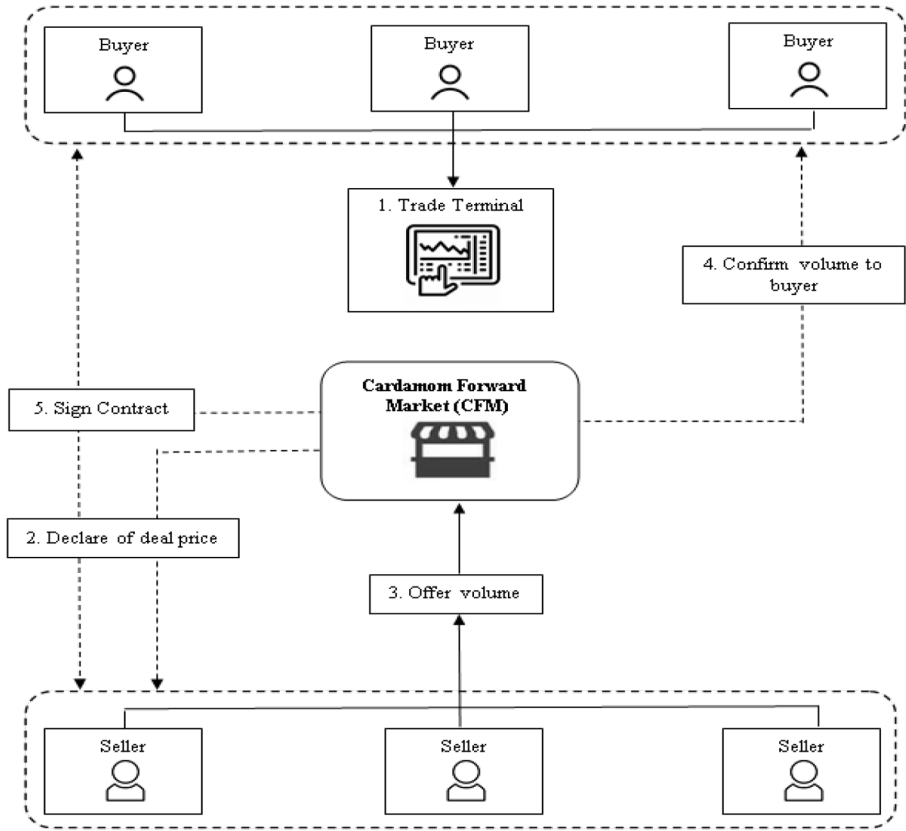 Buyer
Buyer
Buyer
1. Trade Terminal
4. Confirm volume to
buyer
Cardamom Forward
Market (CFM)
5. Sign Contract
2. Declare of deal price
3. Offer volume
Seller
Seller
Seller